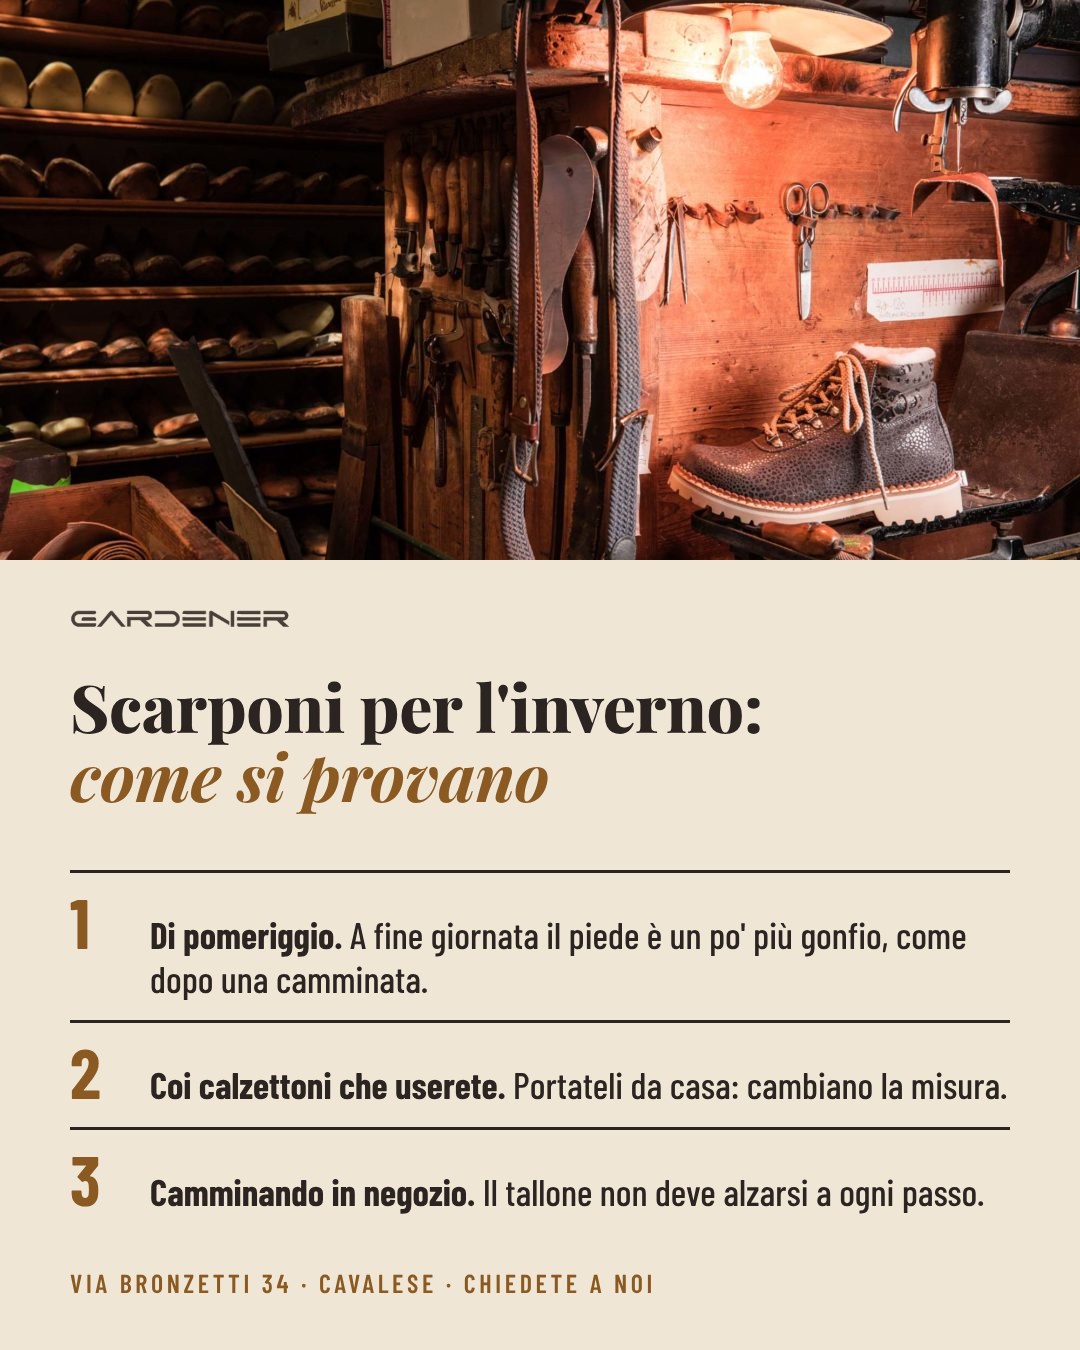 GARDENER
Scarponi per l'inverno:
come si provano
1
Di pomeriggio. A fine giornata il piede è un po' più gonfio, come
dopo una camminata.
2
Coi calzettoni che userete. Portateli da casa: cambiano la misura.
3
Camminando in negozio. Il tallone non deve alzarsi a ogni passo.
VIA BRONZETTI 34 · CAVALESE · CHIEDETE A NOI